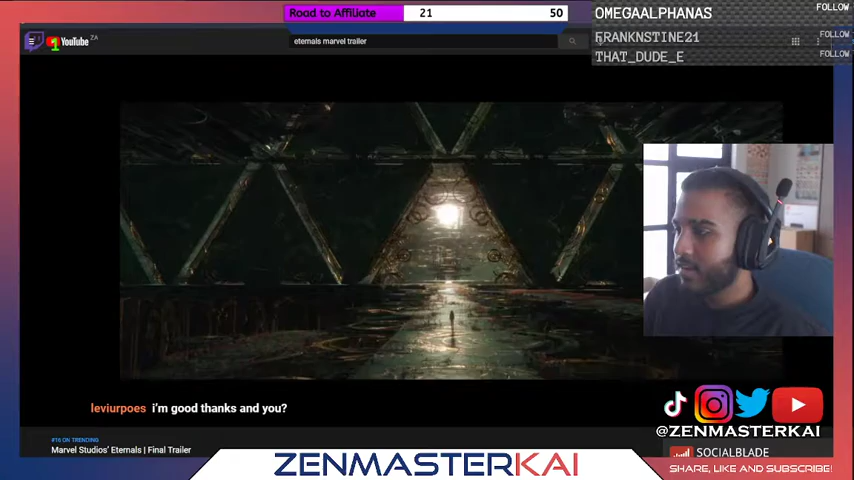 Road to Affiliate 21 50
OMEGAALPHANAS FOLLOW
FRANKNSTINE21 FOLLOW
THAT_DUDE_E FOLLOW
YouTube ZA
eternals marvel trailer
leviurpoes i'm good thanks and you?
@ZENMASTERKAI
#16 ON TRENDING
Marvel Studios' Eternals | Final Trailer
SOCIALBLADE
ZENMASTERKAI
SHARE, LIKE AND SUBSCRIBE!